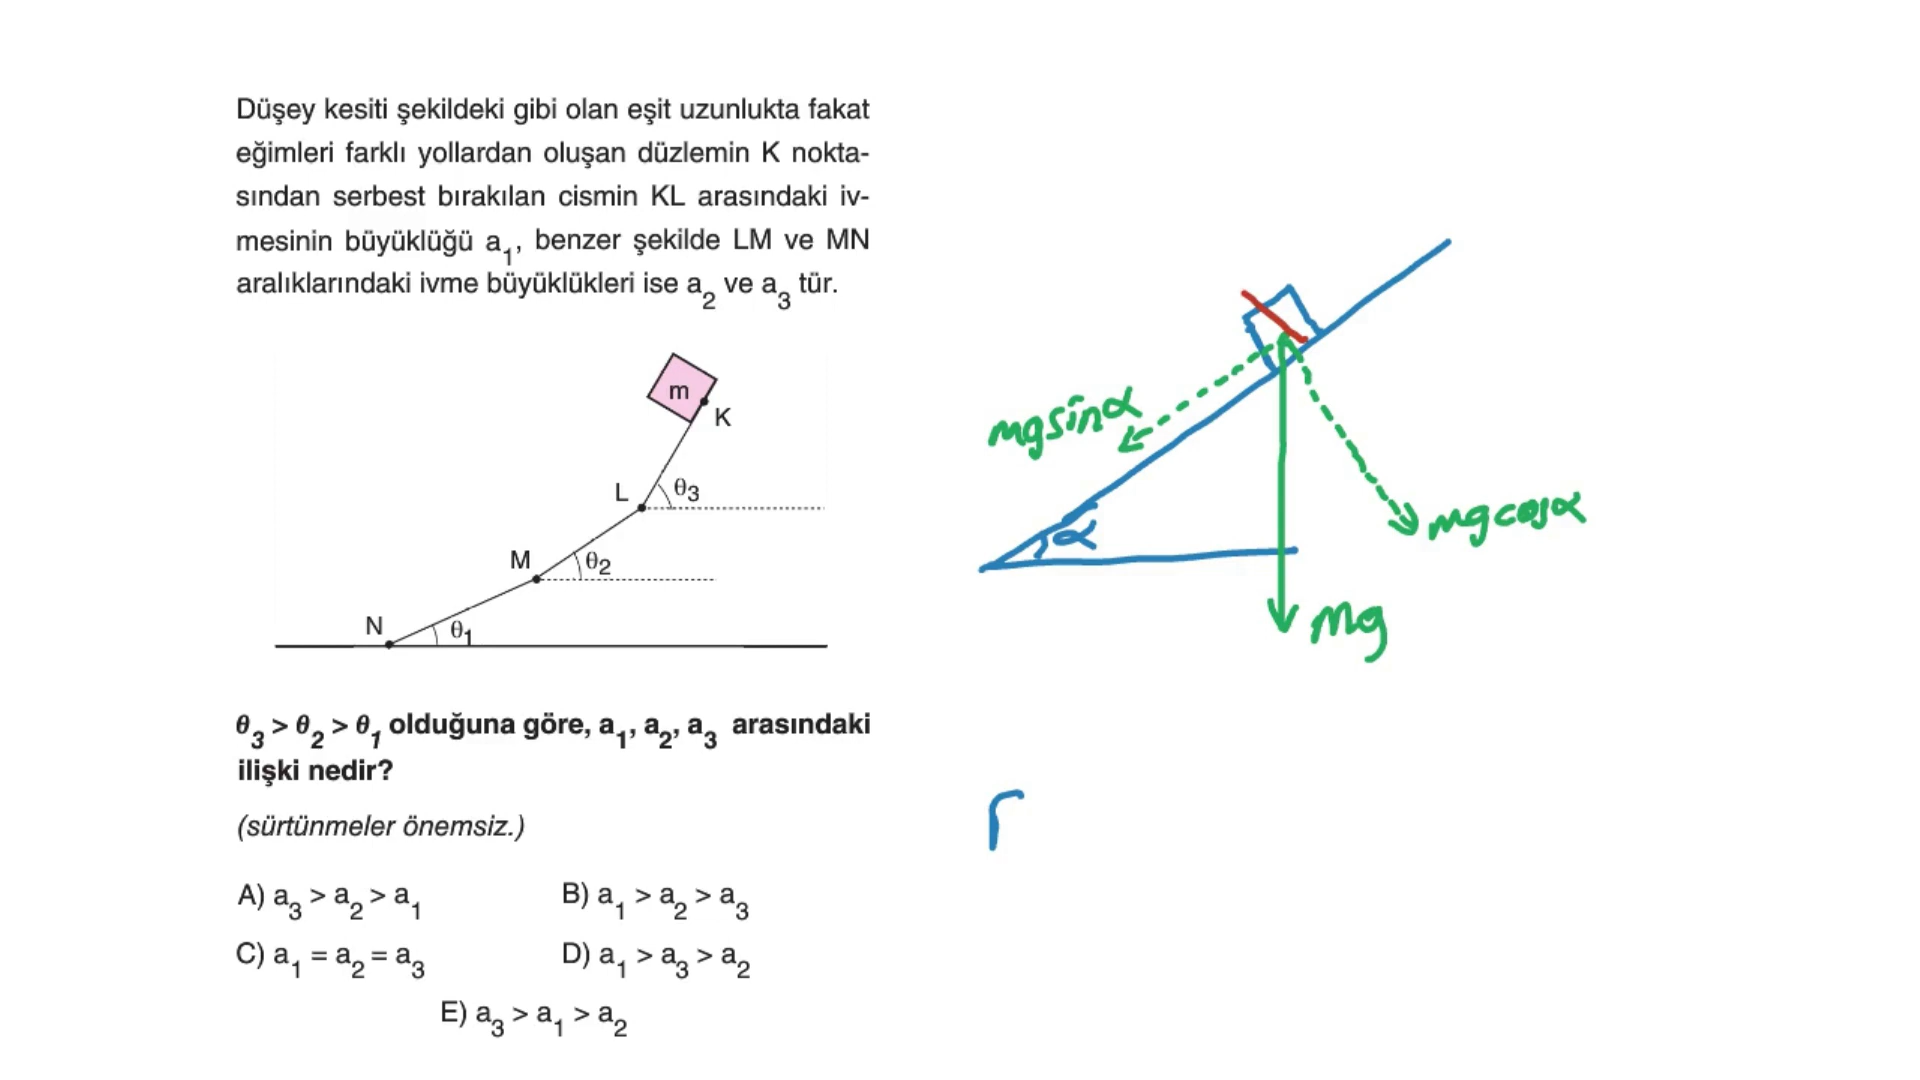 Düşey kesiti şekildeki gibi olan eşit uzunlukta fakat
eğimleri farklı yollardan oluşan düzlemin K nokta-
sından serbest bırakılan cismin KL arasındaki iv-
mesinin büyüklüğü a₁, benzer şekilde LM ve MN
aralıklarındaki ivme büyüklükleri ise a₂ ve a₃ tür.
m
K
L
θ₃
M
θ₂
N
θ₁
θ₃ > θ₂ > θ₁ olduğuna göre, a₁, a₂, a₃ arasındaki
ilişki nedir?
(sürtünmeler önemsiz.)
A) a₃ > a₂ > a₁
B) a₁ > a₂ > a₃
C) a₁ = a₂ = a₃
D) a₁ > a₃ > a₂
E) a₃ > a₁ > a₂
mgsinα
α
mgcosα
mg